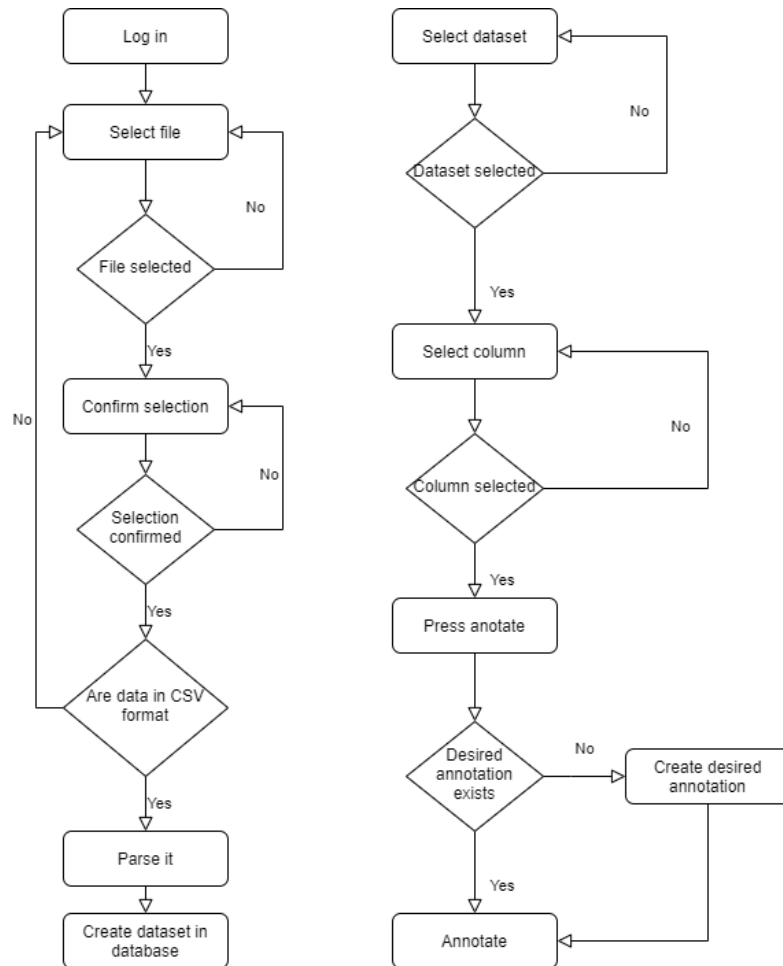 Log in
Select file
No
File selected
Yes
Confirm selection
No
No
Selection
confirmed
Yes
Are data in CSV
format
Yes
Parse it
Create dataset in
database
Select dataset
No
Dataset selected
Yes
Select column
No
Column selected
Yes
Press anotate
Desired
annotation
exists
No
Create desired
annotation
Yes
Annotate